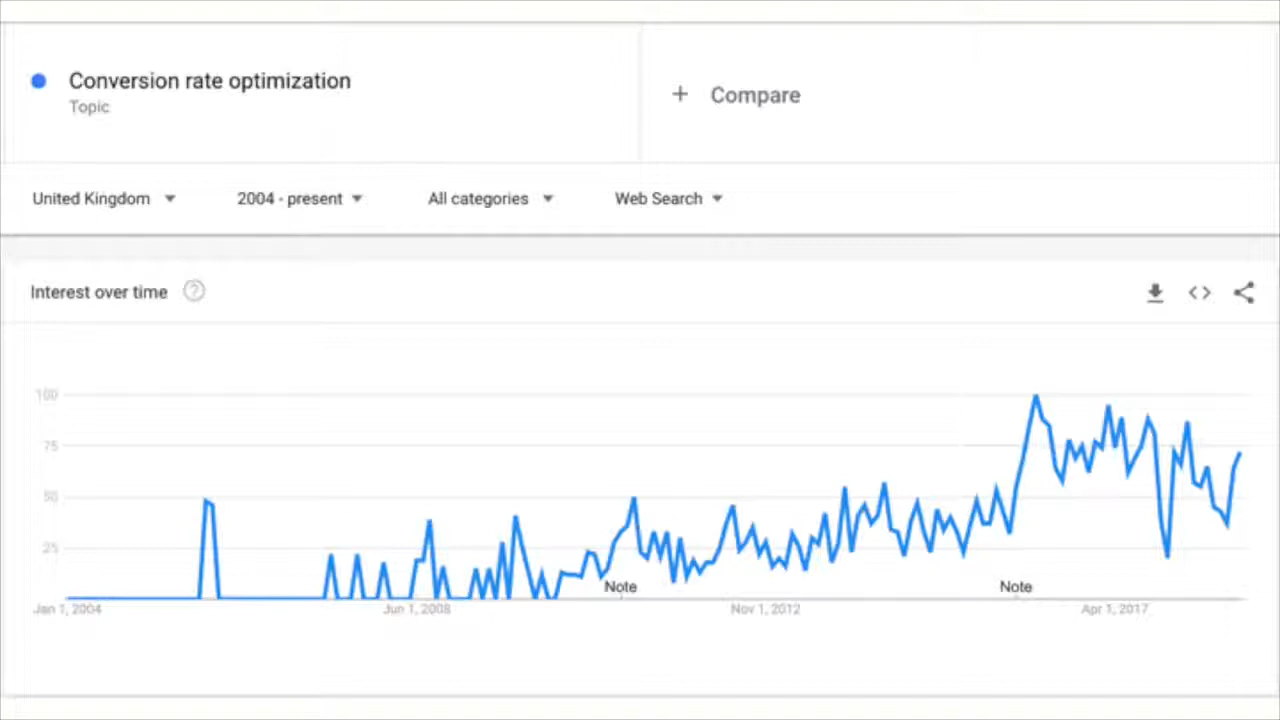 Conversion rate optimization
Topic
+ Compare
United Kingdom
2004 - present
All categories
Web Search
Interest over time ?
100
75
50
25
Note
Note
Jan 1, 2004
Jun 1, 2008
Nov 1, 2012
Apr 1, 2017